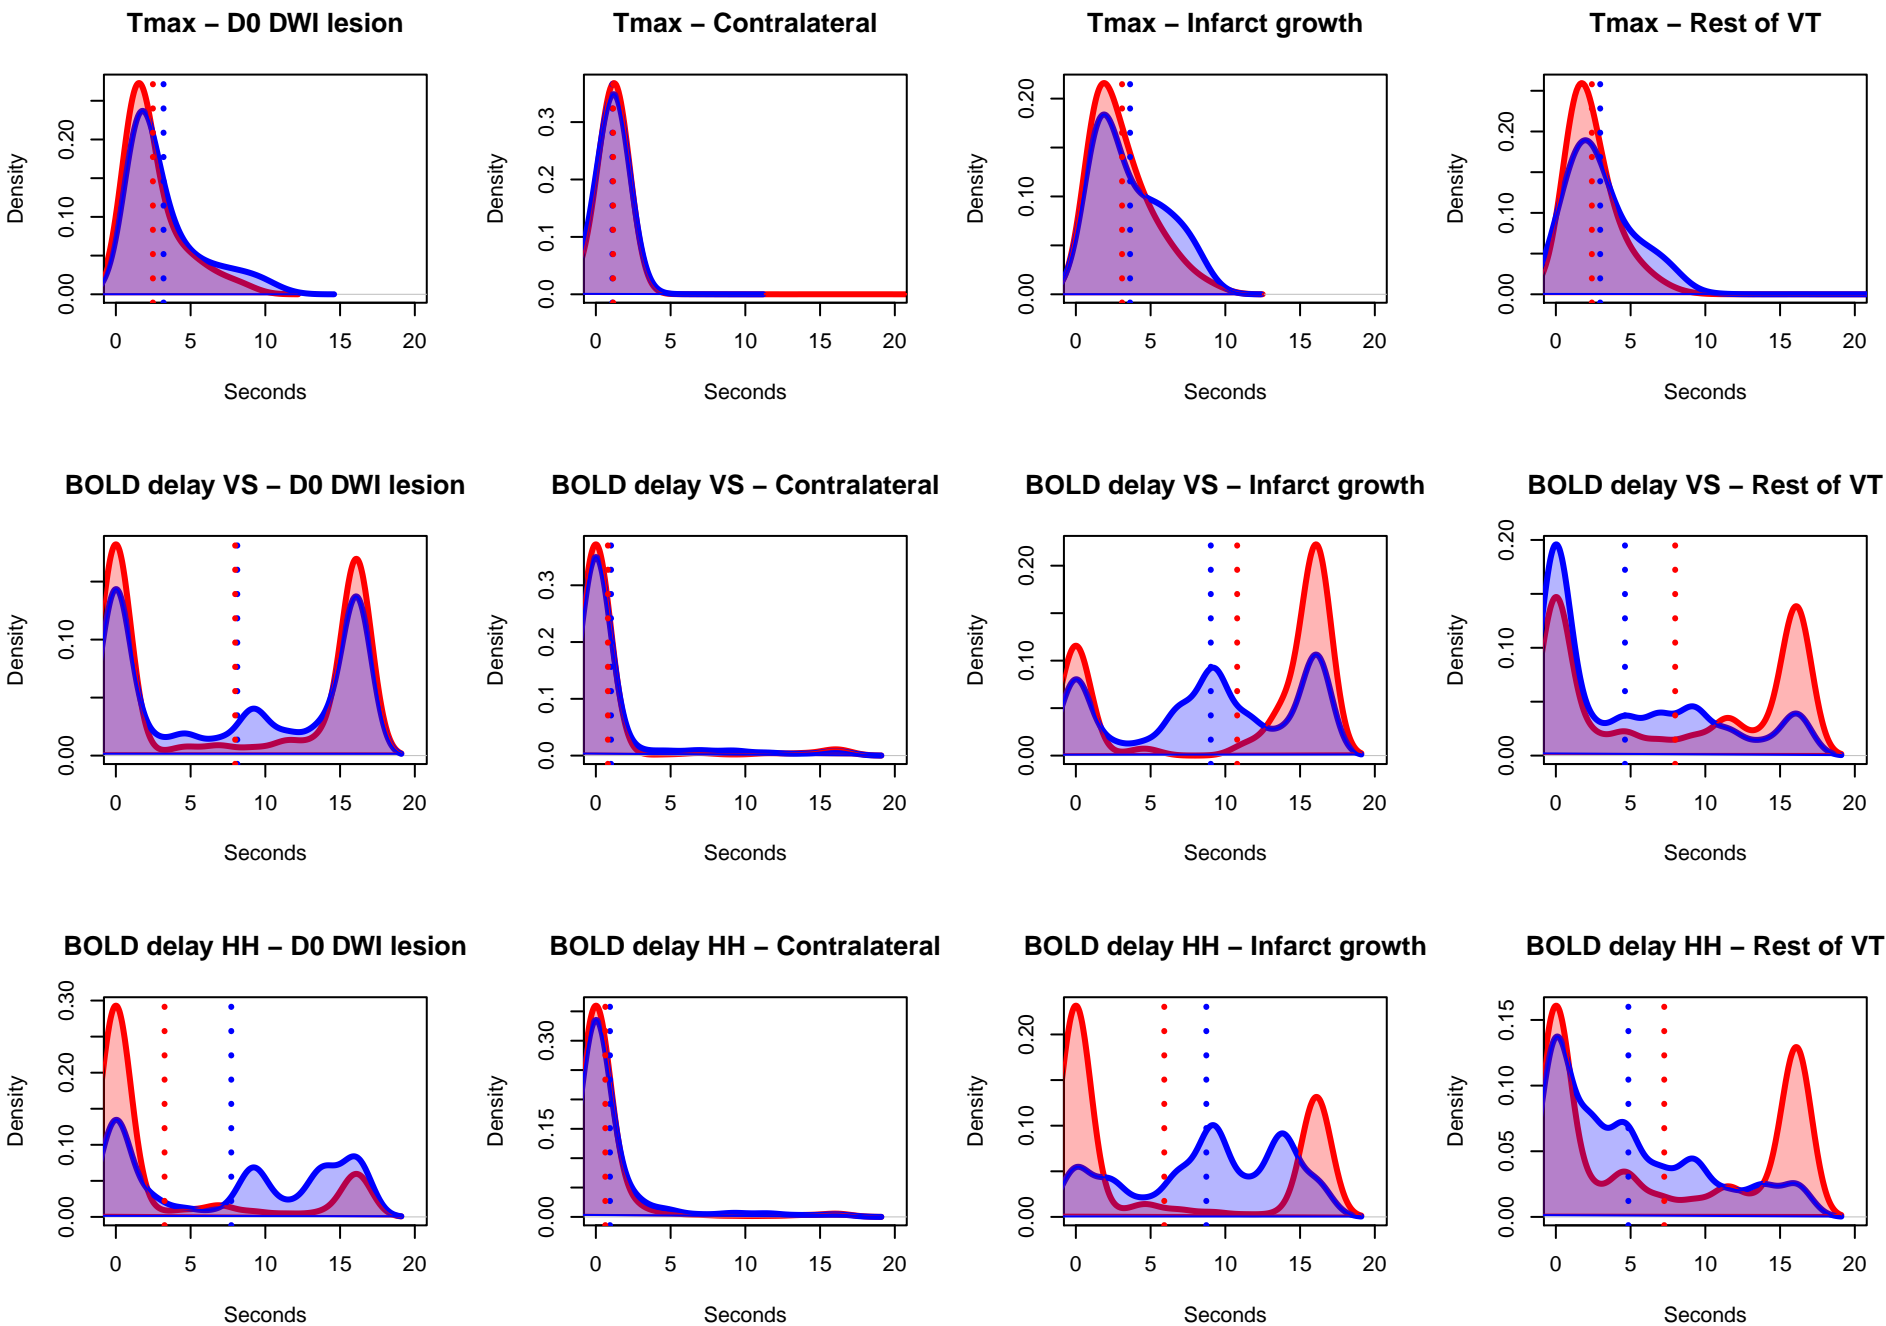 Tmax – D0 DWI lesion
Density
0.00 0.10 0.20
0 5 10 15 20
Seconds
Tmax – Contralateral
Density
0.0 0.1 0.2 0.3
0 5 10 15 20
Seconds
Tmax – Infarct growth
Density
0.00 0.10 0.20
0 5 10 15 20
Seconds
Tmax – Rest of VT
Density
0.00 0.10 0.20
0 5 10 15 20
Seconds
BOLD delay VS – D0 DWI lesion
Density
0.00 0.10
0 5 10 15 20
Seconds
BOLD delay VS – Contralateral
Density
0.0 0.1 0.2 0.3
0 5 10 15 20
Seconds
BOLD delay VS – Infarct growth
Density
0.00 0.10 0.20
0 5 10 15 20
Seconds
BOLD delay VS – Rest of VT
Density
0.00 0.10 0.20
0 5 10 15 20
Seconds
BOLD delay HH – D0 DWI lesion
Density
0.00 0.10 0.20 0.30
0 5 10 15 20
Seconds
BOLD delay HH – Contralateral
Density
0.00 0.15 0.30
0 5 10 15 20
Seconds
BOLD delay HH – Infarct growth
Density
0.00 0.10 0.20
0 5 10 15 20
Seconds
BOLD delay HH – Rest of VT
Density
0.00 0.05 0.10 0.15
0 5 10 15 20
Seconds